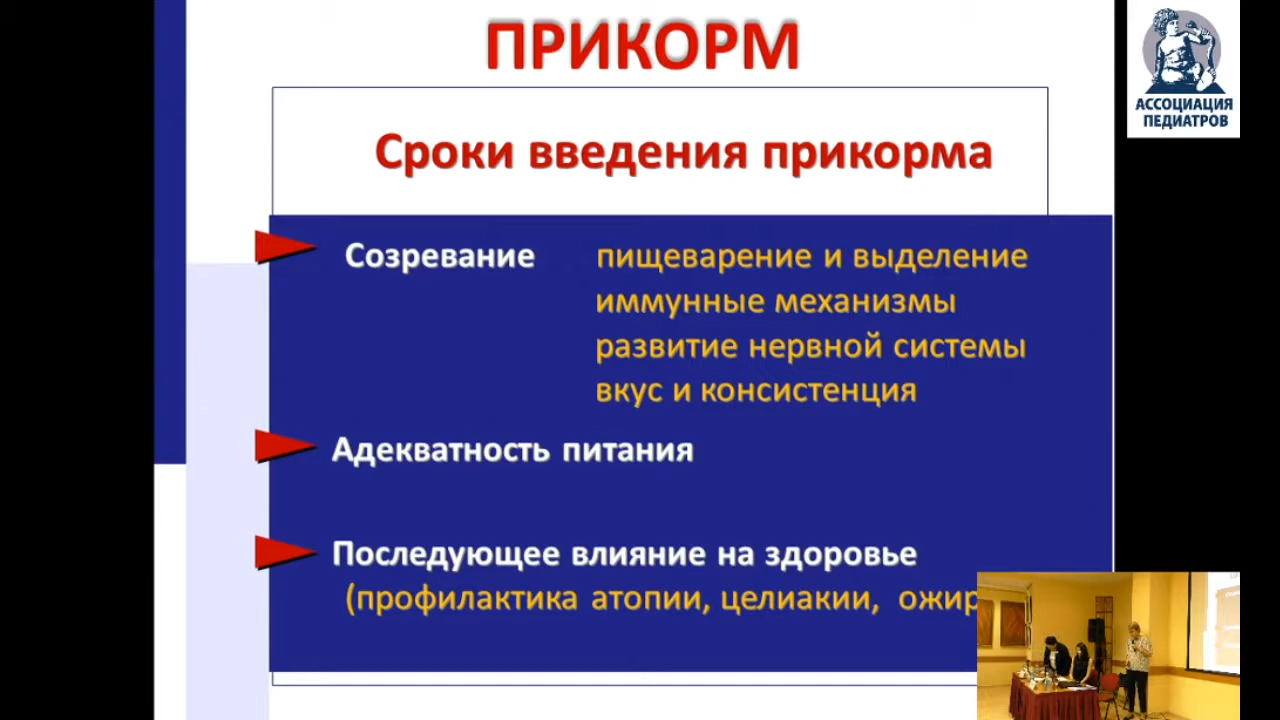 ПРИКОРМ
Сроки введения прикорма
Созревание пищеварение и выделение
иммунные механизмы
развитие нервной системы
вкус и консистенция
Адекватность питания
Последующее влияние на здоровье
(профилактика атопии, целиакии, ожир
АССОЦИАЦИЯ
ПЕДИАТРОВ